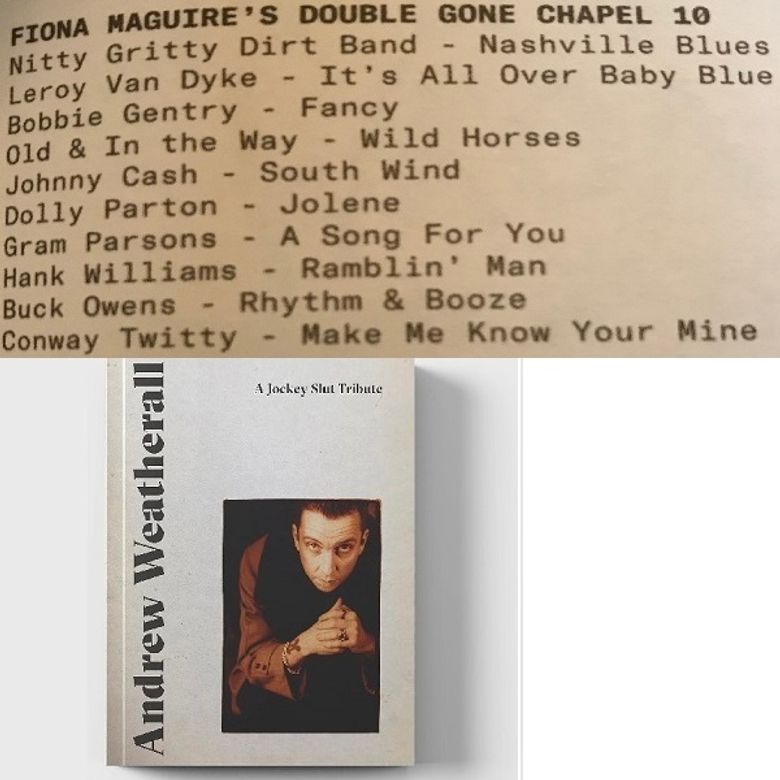 FIONA MAGUIRE'S DOUBLE GONE CHAPEL 10
Nitty Gritty Dirt Band - Nashville Blues
Leroy Van Dyke - It's All Over Baby Blue
Bobbie Gentry - Fancy
Old & In the Way - Wild Horses
Johnny Cash - South Wind
Dolly Parton - Jolene
Gram Parsons - A Song For You
Hank Williams - Ramblin' Man
Buck Owens - Rhythm & Booze
Conway Twitty - Make Me Know Your Mine
A Jockey Slut Tribute
Andrew Weatherall